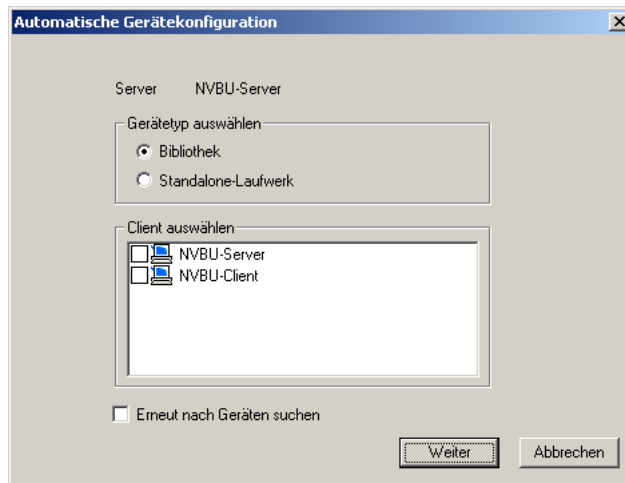 Automatische Gerätekonfiguration
Server NVBU-Server
Gerätetyp auswählen
Bibliothek
Standalone-Laufwerk
Client auswählen
NVBU-Server
NVBU-Client
Erneut nach Geräten suchen
Weiter Abbrechen